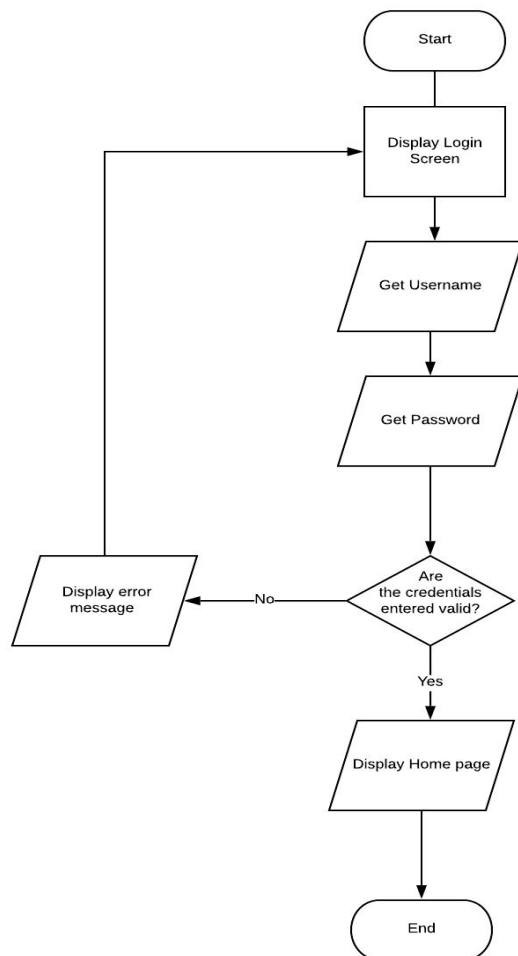 Start
Display Login
Screen
Get Username
Get Password
Are
the credentials
entered valid?
No
Display error
message
Yes
Display Home page
End